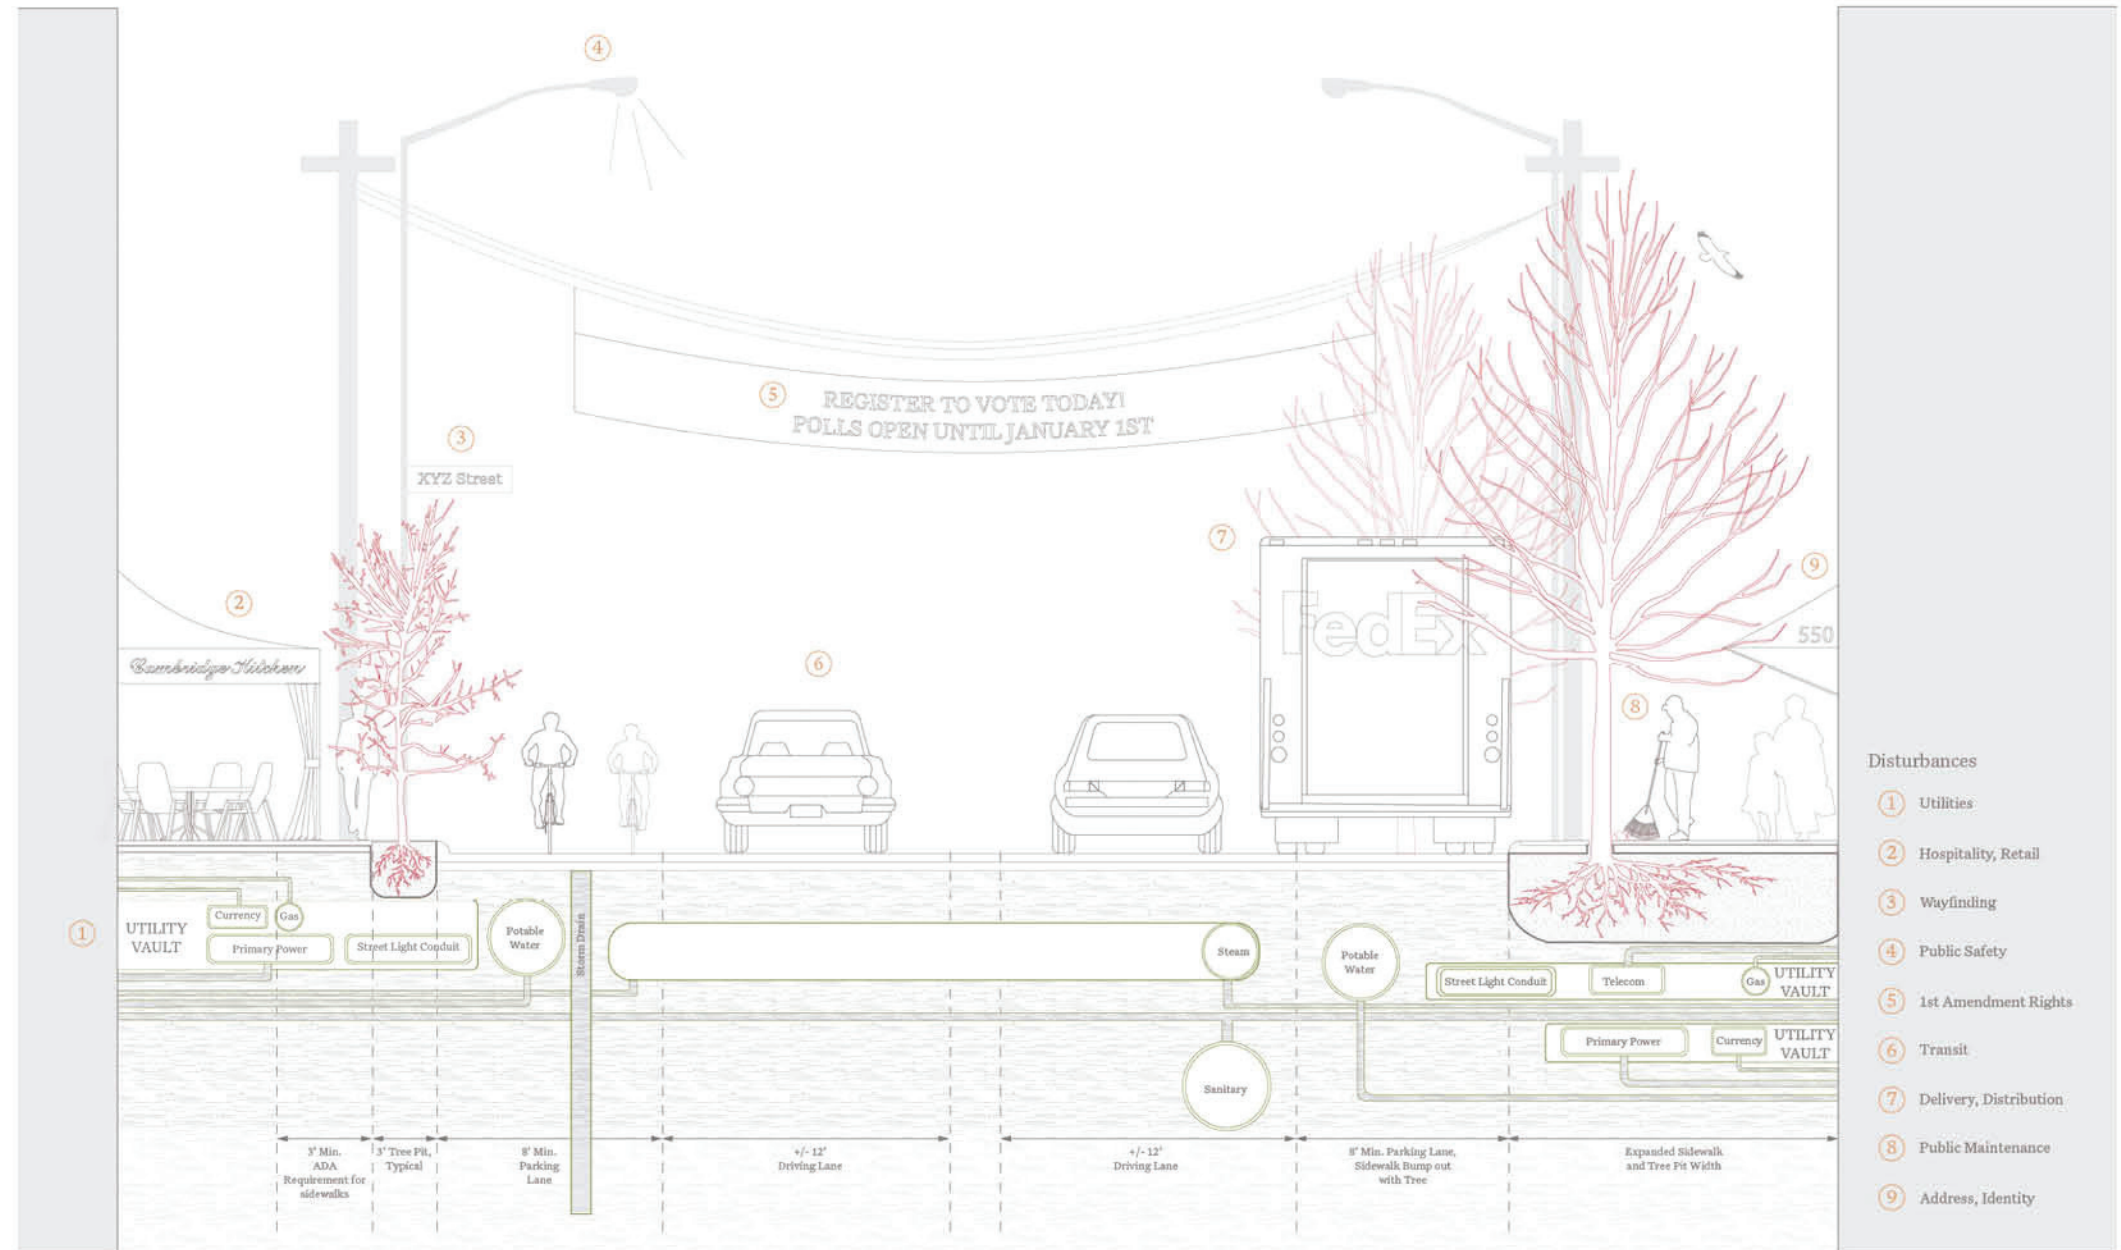 4
REGISTER TO VOTE TODAY!
POLLS OPEN UNTIL JANUARY 1ST
5
3
XYZ Street
2
Cambridge Kitchen
6
7
FedEx
8
9
550
1
UTILITY
VAULT
Currency
Gas
Primary Power
Street Light Conduit
Potable
Water
Storm Drain
Steam
Sanitary
Potable
Water
Street Light Conduit
Telecom
Gas
UTILITY
VAULT
Primary Power
Currency
UTILITY
VAULT
3' Min.
ADA
Requirement for
sidewalks
3' Tree Pit,
Typical
8' Min.
Parking
Lane
+/- 12'
Driving Lane
+/- 12'
Driving Lane
8' Min. Parking Lane,
Sidewalk Bump out
with Tree
Expanded Sidewalk
and Tree Pit Width
Disturbances
1 Utilities
2 Hospitality, Retail
3 Wayfinding
4 Public Safety
5 1st Amendment Rights
6 Transit
7 Delivery, Distribution
8 Public Maintenance
9 Address, Identity